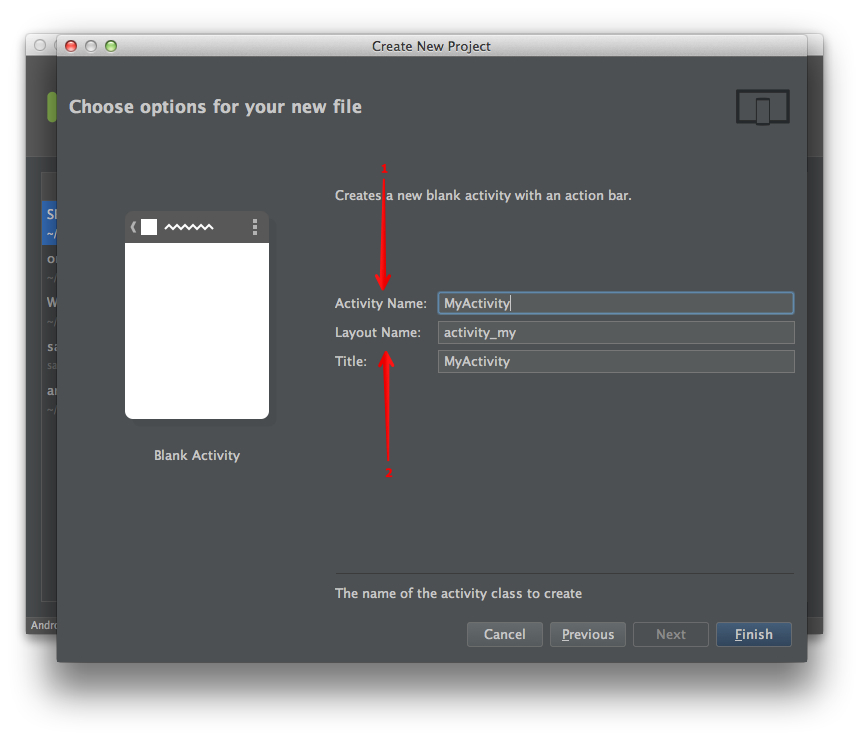 Create New Project
Choose options for your new file
1
Creates a new blank activity with an action bar.
Activity Name: MyActivity
Layout Name: activity_my
Title: MyActivity
2
Blank Activity
The name of the activity class to create
Cancel Previous Next Finish